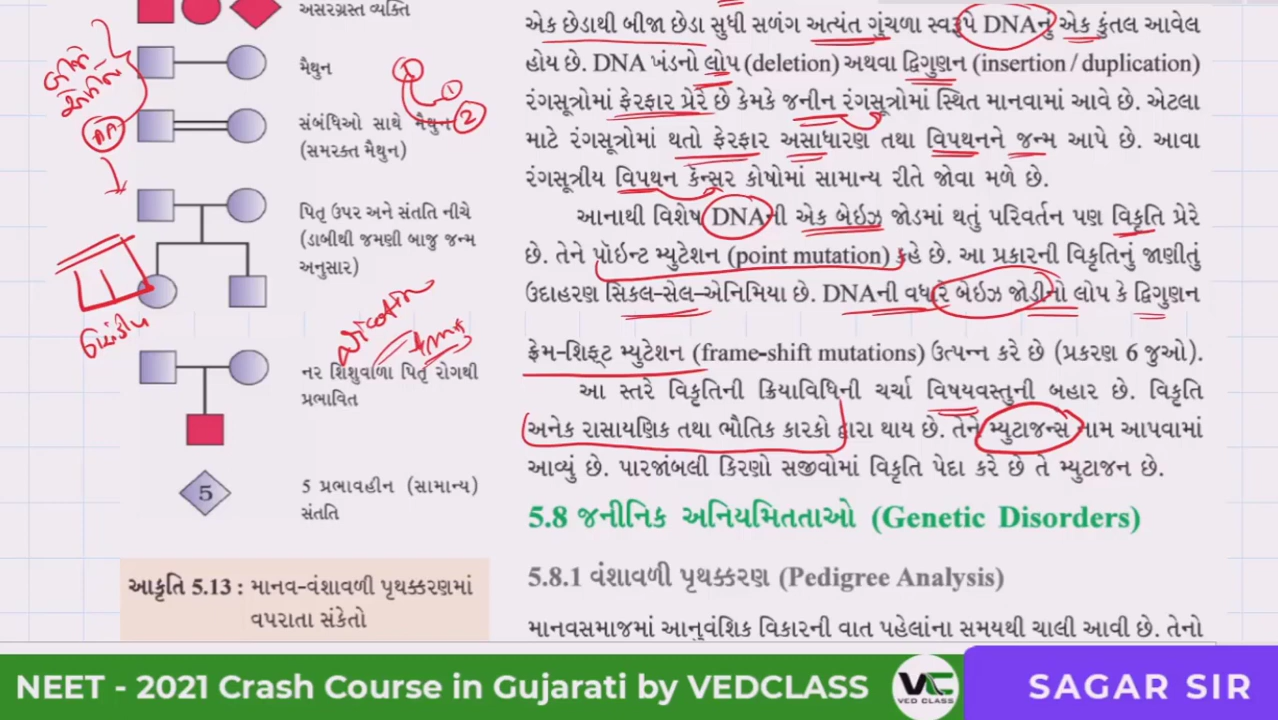 અસરગ્રસ્ત વ્યક્તિ
મૈથુન
સંબંધિઓ સાથે મૈથુન
(સમરક્ત મૈથુન)
પિતૃ ઉપર અને સંતતિ નીચે
(ડાબીથી જમણી બાજુ જન્મ
અનુસાર)
નર શિશુવાળા પિતૃ રોગથી
પ્રભાવિત
5
5 પ્રભાવહીન (સામાન્ય)
સંતતિ
આકૃતિ 5.13 : માનવ-વંશાવળી પૃથક્કરણમાં
વપરાતા સંકેતો
1
2
Nicotin
એક છેડાથી બીજા છેડા સુધી સળંગ અત્યંત ગુંચળા સ્વરૂપે DNAનું એક કુંતલ આવેલ
હોય છે. DNA ખંડનો લોપ (deletion) અથવા દ્વિગુણન (insertion / duplication)
રંગસૂત્રોમાં ફેરફાર પ્રેરે છે કેમકે જનીન રંગસૂત્રોમાં સ્થિત માનવામાં આવે છે. એટલા
માટે રંગસૂત્રોમાં થતો ફેરફાર અસાધારણ તથા વિપથનને જન્મ આપે છે. આવા
રંગસૂત્રીય વિપથન કૅન્સર કોષોમાં સામાન્ય રીતે જોવા મળે છે.
આનાથી વિશેષ DNAની એક બેઇઝ જોડમાં થતું પરિવર્તન પણ વિકૃતિ પ્રેરે
છે. તેને પૉઇન્ટ મ્યુટેશન (point mutation) કહે છે. આ પ્રકારની વિકૃતિનું જાણીતું
ઉદાહરણ સિકલ-સેલ-એનિમિયા છે. DNAની વધારે બેઇઝ જોડીનો લોપ કે દ્વિગુણન
ફ્રેમ-શિફ્ટ મ્યુટેશન (frame-shift mutations) ઉત્પન્ન કરે છે (પ્રકરણ 6 જુઓ).
આ સ્તરે વિકૃતિની ક્રિયાવિધિની ચર્ચા વિષયવસ્તુની બહાર છે. વિકૃતિ
અનેક રાસાયણિક તથા ભૌતિક કારકો દ્વારા થાય છે. તેને મ્યુટાજન્સ નામ આપવામાં
આવ્યું છે. પારજાંબલી કિરણો સજીવોમાં વિકૃતિ પેદા કરે છે તે મ્યુટાજન છે.
5.8 જનીનિક અનિયમિતતાઓ (Genetic Disorders)
5.8.1 વંશાવળી પૃથક્કરણ (Pedigree Analysis)
માનવસમાજમાં આનુવંશિક વિકારની વાત પહેલાંના સમયથી ચાલી આવી છે. તેનો
NEET - 2021 Crash Course in Gujarati by VEDCLASS
VC
VED CLASS
SAGAR SIR